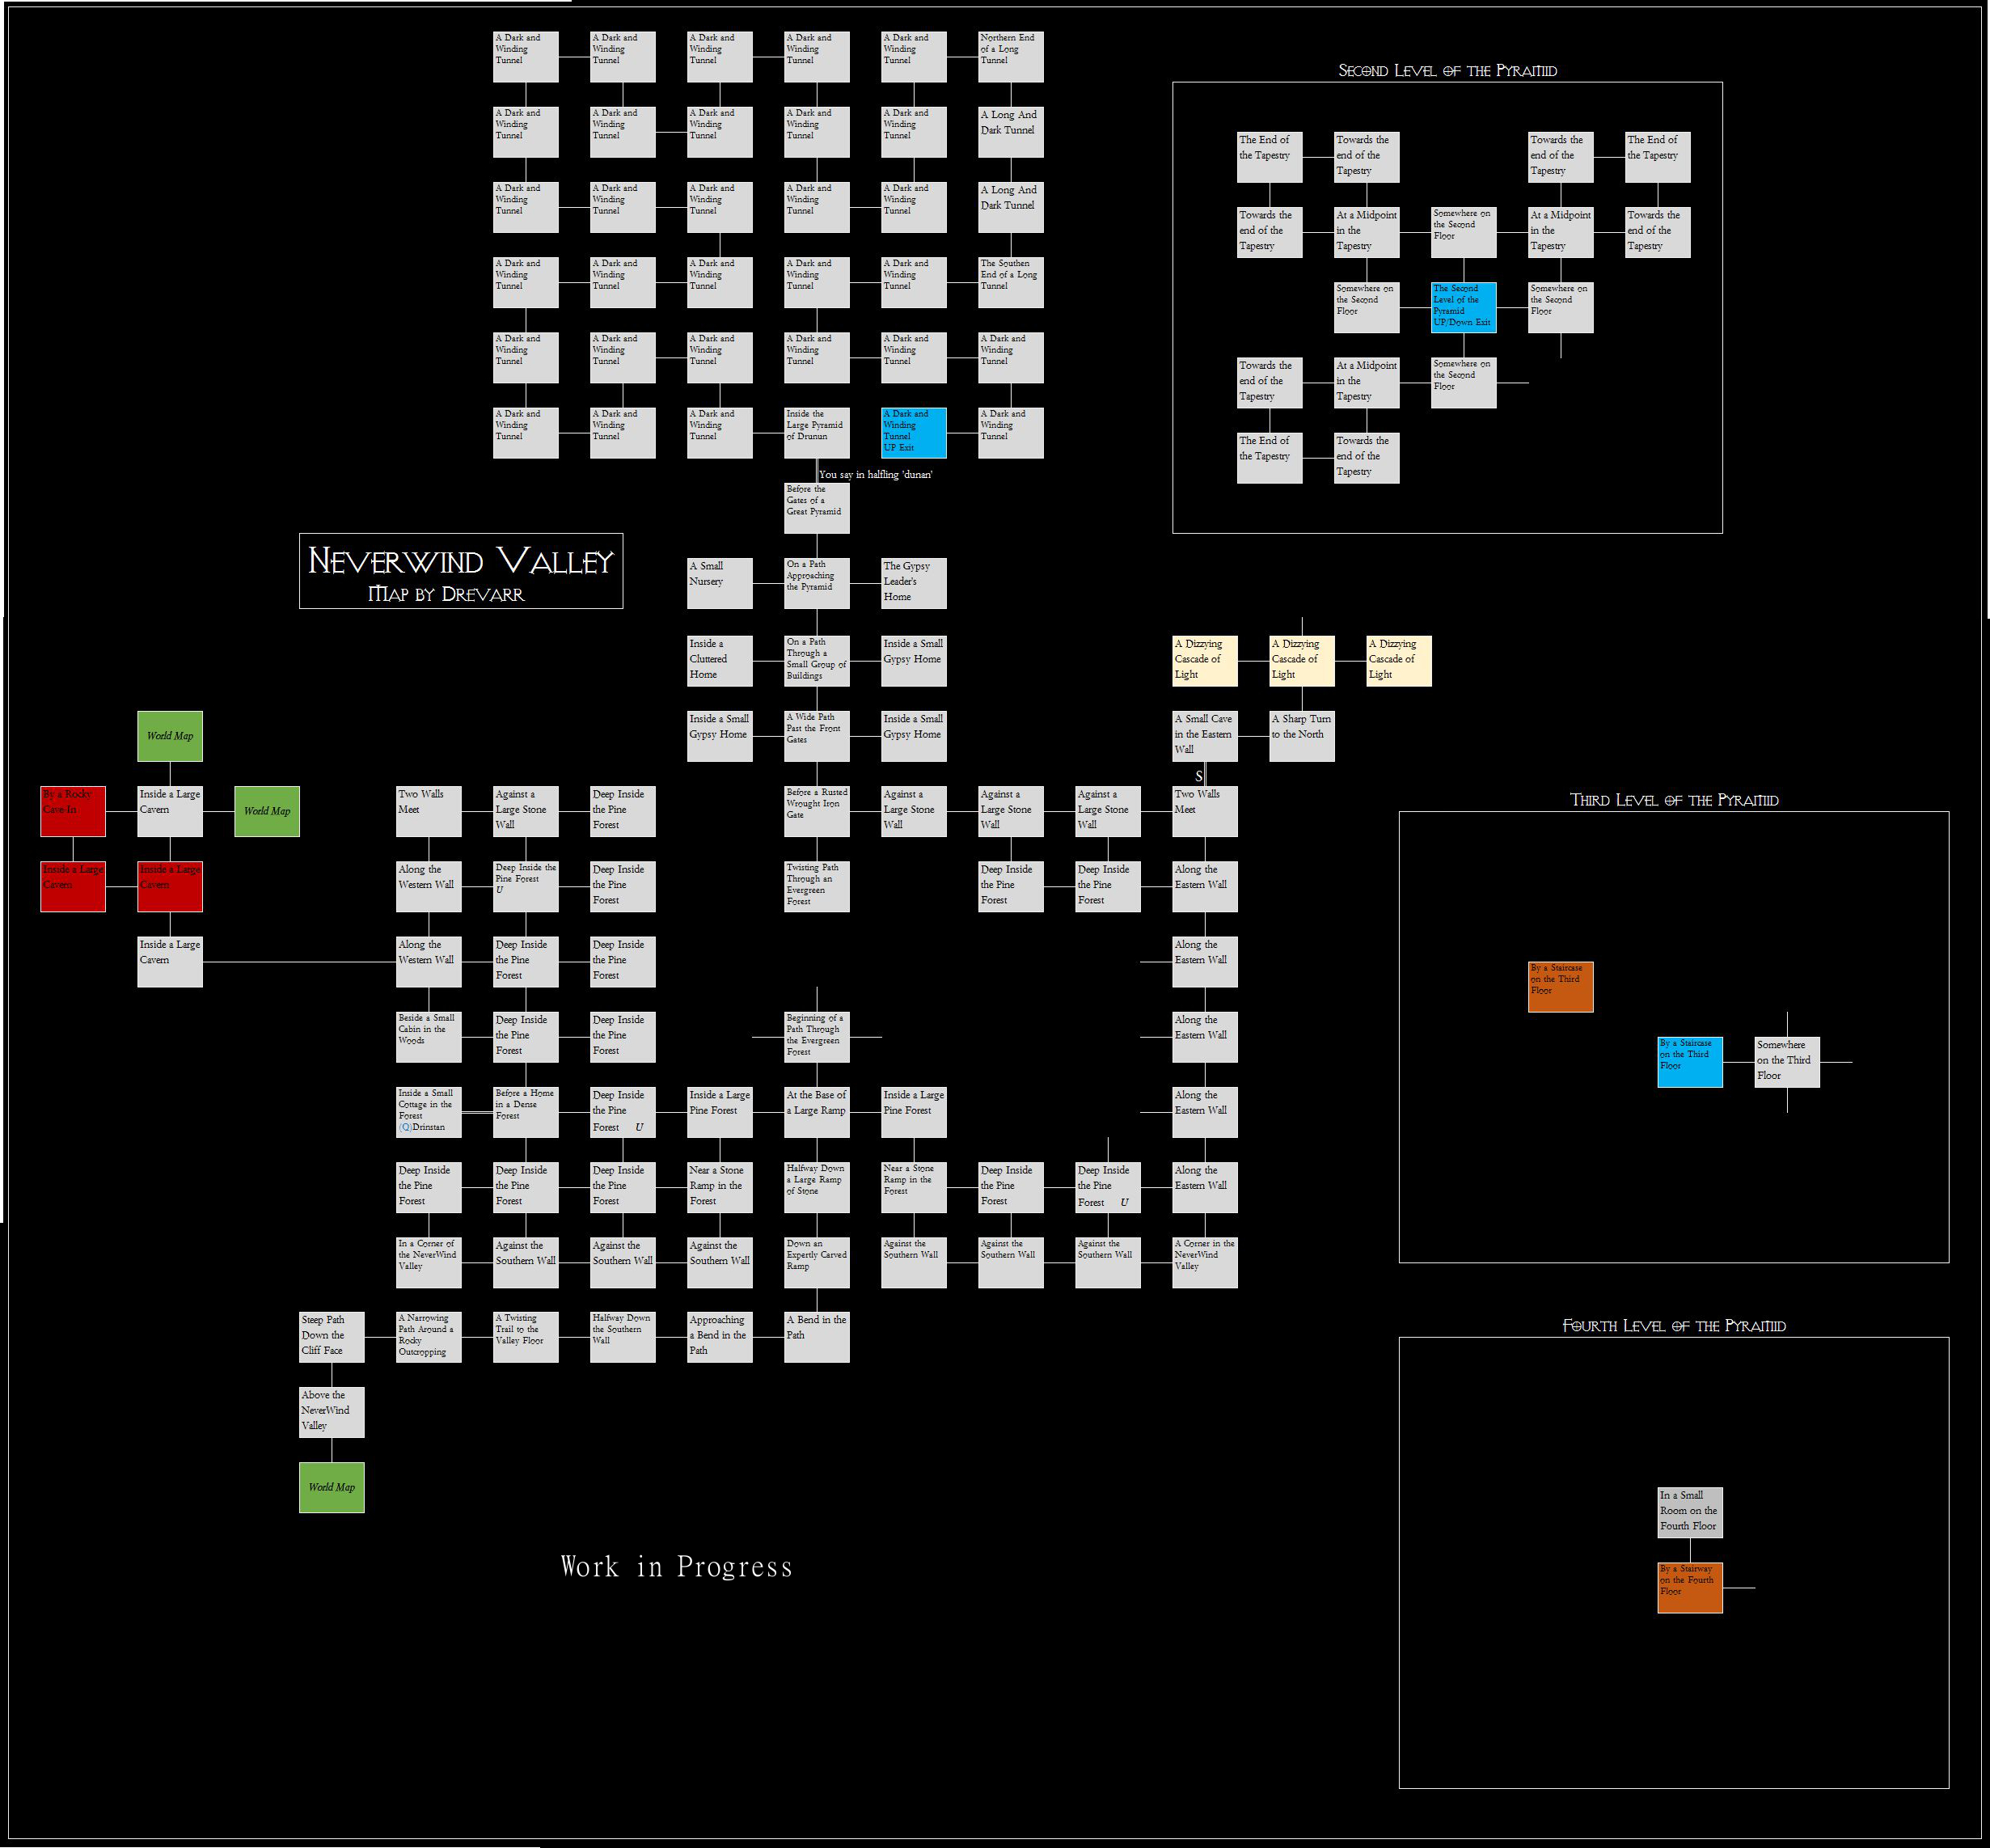 A Dark and
Winding
Tunnel
A Dark and
Winding
Tunnel
A Dark and
Winding
Tunnel
A Dark and
Winding
Tunnel
A Dark and
Winding
Tunnel
Northern End
of a Long
Tunnel
A Dark and
Winding
Tunnel
A Dark and
Winding
Tunnel
A Dark and
Winding
Tunnel
A Dark and
Winding
Tunnel
A Dark and
Winding
Tunnel
A Long And
Dark Tunnel
A Dark and
Winding
Tunnel
A Dark and
Winding
Tunnel
A Dark and
Winding
Tunnel
A Dark and
Winding
Tunnel
A Dark and
Winding
Tunnel
A Long And
Dark Tunnel
A Dark and
Winding
Tunnel
A Dark and
Winding
Tunnel
A Dark and
Winding
Tunnel
A Dark and
Winding
Tunnel
A Dark and
Winding
Tunnel
The Southen
End of a Long
Tunnel
A Dark and
Winding
Tunnel
A Dark and
Winding
Tunnel
A Dark and
Winding
Tunnel
A Dark and
Winding
Tunnel
A Dark and
Winding
Tunnel
A Dark and
Winding
Tunnel
A Dark and
Winding
Tunnel
A Dark and
Winding
Tunnel
A Dark and
Winding
Tunnel
Inside the
Large Pyramid
of Drunun
A Dark and
Winding
Tunnel
UP Exit
A Dark and
Winding
Tunnel
You say in halfling 'dunan'
Before the
Gates of a
Great Pyramid
Neverwind Valley
Map by Drevarr
A Small
Nursery
On a Path
Approaching
the Pyramid
The Gypsy
Leader's
Home
Inside a
Cluttered
Home
On a Path
Through a
Small Group of
Buildings
Inside a Small
Gypsy Home
A Dizzying
Cascade of
Light
A Dizzying
Cascade of
Light
A Dizzying
Cascade of
Light
World Map
Inside a Small
Gypsy Home
A Wide Path
Past the Front
Gates
Inside a Small
Gypsy Home
A Small Cave
in the Eastern
Wall
A Sharp Turn
to the North
S
By a Rocky
Cave-In
Inside a Large
Cavern
World Map
Two Walls
Meet
Against a
Large Stone
Wall
Deep Inside
the Pine
Forest
Before a Rusted
Wrought Iron
Gate
Against a
Large Stone
Wall
Against a
Large Stone
Wall
Against a
Large Stone
Wall
Two Walls
Meet
Inside a Large
Cavern
Inside a Large
Cavern
Along the
Western Wall
Deep Inside the
Pine Forest
U
Deep Inside
the Pine
Forest
Twisting Path
Through an
Evergreen
Forest
Deep Inside
the Pine
Forest
Deep Inside
the Pine
Forest
Along the
Eastern Wall
Inside a Large
Cavern
Along the
Western Wall
Deep Inside
the Pine
Forest
Deep Inside
the Pine
Forest
Along the
Eastern Wall
Beside a Small
Cabin in the
Woods
Deep Inside
the Pine
Forest
Deep Inside
the Pine
Forest
Beginning of a
Path Through
the Evergreen
Forest
Along the
Eastern Wall
Inside a Small
Cottage in the
Forest
(Q)Drinstan
Before a Home
in a Dense
Forest
Deep Inside
the Pine
Forest U
Inside a Large
Pine Forest
At the Base of
a Large Ramp
Inside a Large
Pine Forest
Along the
Eastern Wall
Deep Inside
the Pine
Forest
Deep Inside
the Pine
Forest
Deep Inside
the Pine
Forest
Near a Stone
Ramp in the
Forest
Halfway Down
a Large Ramp
of Stone
Near a Stone
Ramp in the
Forest
Deep Inside
the Pine
Forest
Deep Inside
the Pine
Forest U
Along the
Eastern Wall
In a Corner of
the NeverWind
Valley
Against the
Southern Wall
Against the
Southern Wall
Against the
Southern Wall
Down an
Expertly Carved
Ramp
Against the
Southern Wall
Against the
Southern Wall
Against the
Southern Wall
A Corner in the
NeverWind
Valley
Steep Path
Down the
Cliff Face
A Narrowing
Path Around a
Rocky
Outcropping
A Twisting
Trail to the
Valley Floor
Halfway Down
the Southern
Wall
Approaching
a Bend in the
Path
A Bend in the
Path
Above the
NeverWind
Valley
World Map
Work in Progress
Second Level of the Pyramid
The End of
the Tapestry
Towards the
end of the
Tapestry
Towards the
end of the
Tapestry
The End of
the Tapestry
Towards the
end of the
Tapestry
At a Midpoint
in the
Tapestry
Somewhere on
the Second
Floor
At a Midpoint
in the
Tapestry
Towards the
end of the
Tapestry
Somewhere on
the Second
Floor
The Second
Level of the
Pyramid
UP/Down Exit
Somewhere on
the Second
Floor
Towards the
end of the
Tapestry
At a Midpoint
in the
Tapestry
Somewhere on
the Second
Floor
The End of
the Tapestry
Towards the
end of the
Tapestry
Third Level of the Pyramid
By a Staircase
on the Third
Floor
By a Staircase
on the Third
Floor
Somewhere
on the Third
Floor
Fourth Level of the Pyramid
In a Small
Room on the
Fourth Floor
By a Stairway
on the Fourth
Floor